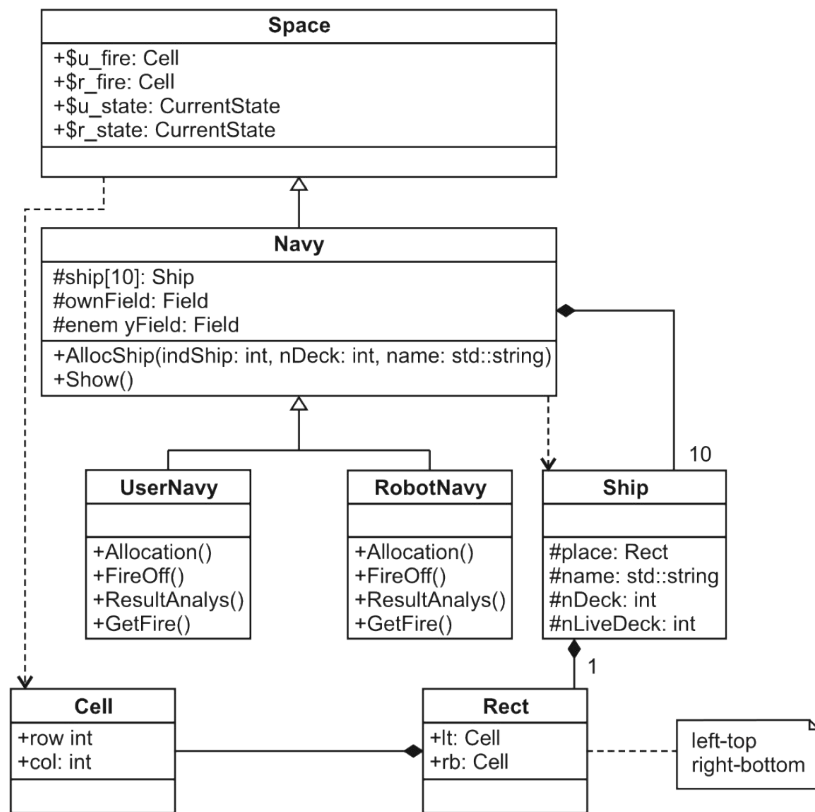 Space
+$u_fire: Cell
+$r_fire: Cell
+$u_state: CurrentState
+$r_state: CurrentState
Navy
#ship[10]: Ship
#ownField: Field
#enem yField: Field
+AllocShip(indShip: int, nDeck: int, name: std::string)
+Show()
10
UserNavy
+Allocation()
+FireOff()
+ResultAnalys()
+GetFire()
RobotNavy
+Allocation()
+FireOff()
+ResultAnalys()
+GetFire()
Ship
#place: Rect
#name: std::string
#nDeck: int
#nLiveDeck: int
1
Cell
+row int
+col: int
Rect
+lt: Cell
+rb: Cell
left-top
right-bottom